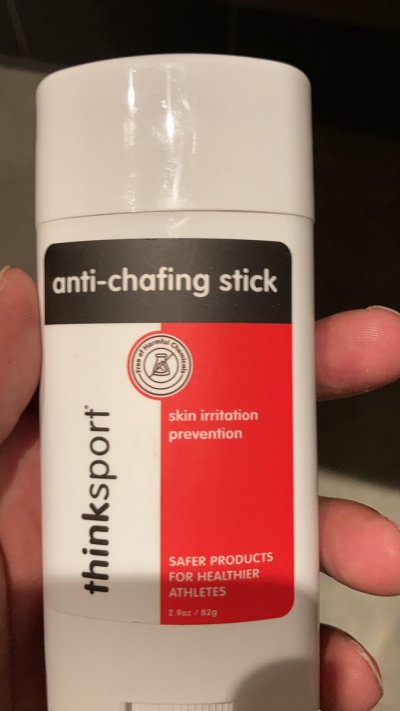 anti-chafing stick
Free of Harmful Chemicals
skin irritation
prevention
thinksport
SAFER PRODUCTS
FOR HEALTHIER
ATHLETES
2.9oz / 82g